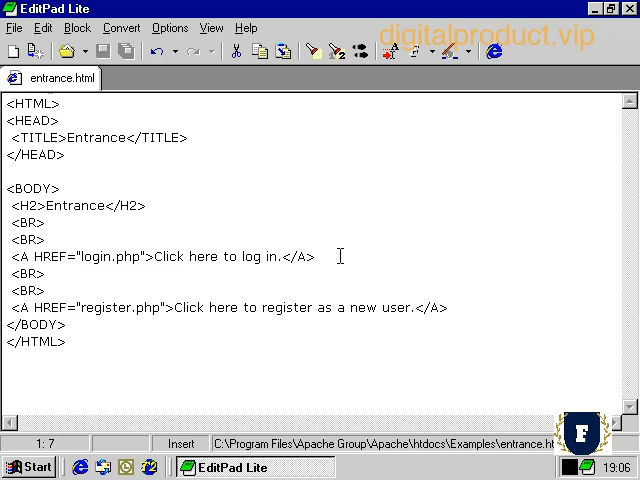 EditPad Lite
File Edit Block Convert Options View Help
digitalproduct.vip
entrance.html
<HTML>
<HEAD>
<TITLE>Entrance</TITLE>
</HEAD>
<BODY>
<H2>Entrance</H2>
<BR>
<BR>
<A HREF="login.php">Click here to log in.</A>
<BR>
<BR>
<A HREF="register.php">Click here to register as a new user.</A>
</BODY>
</HTML>
F
1: 7 Insert C:\Program Files\Apache Group\Apache\htdocs\Examples\entrance.ht
Start EditPad Lite 19:06